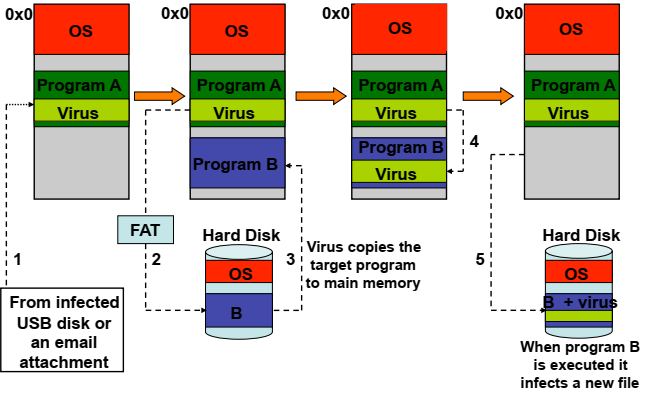 0x0
OS
Program A
Virus
1
From infected
USB disk or
an email
attachment
0x0
OS
Program A
Virus
Program B
FAT
2
Hard Disk
OS
B
3
Virus copies the
target program
to main memory
0x0
OS
Program A
Virus
Program B
Virus
4
0x0
OS
Program A
Virus
5
Hard Disk
OS
B + virus
When program B
is executed it
infects a new file